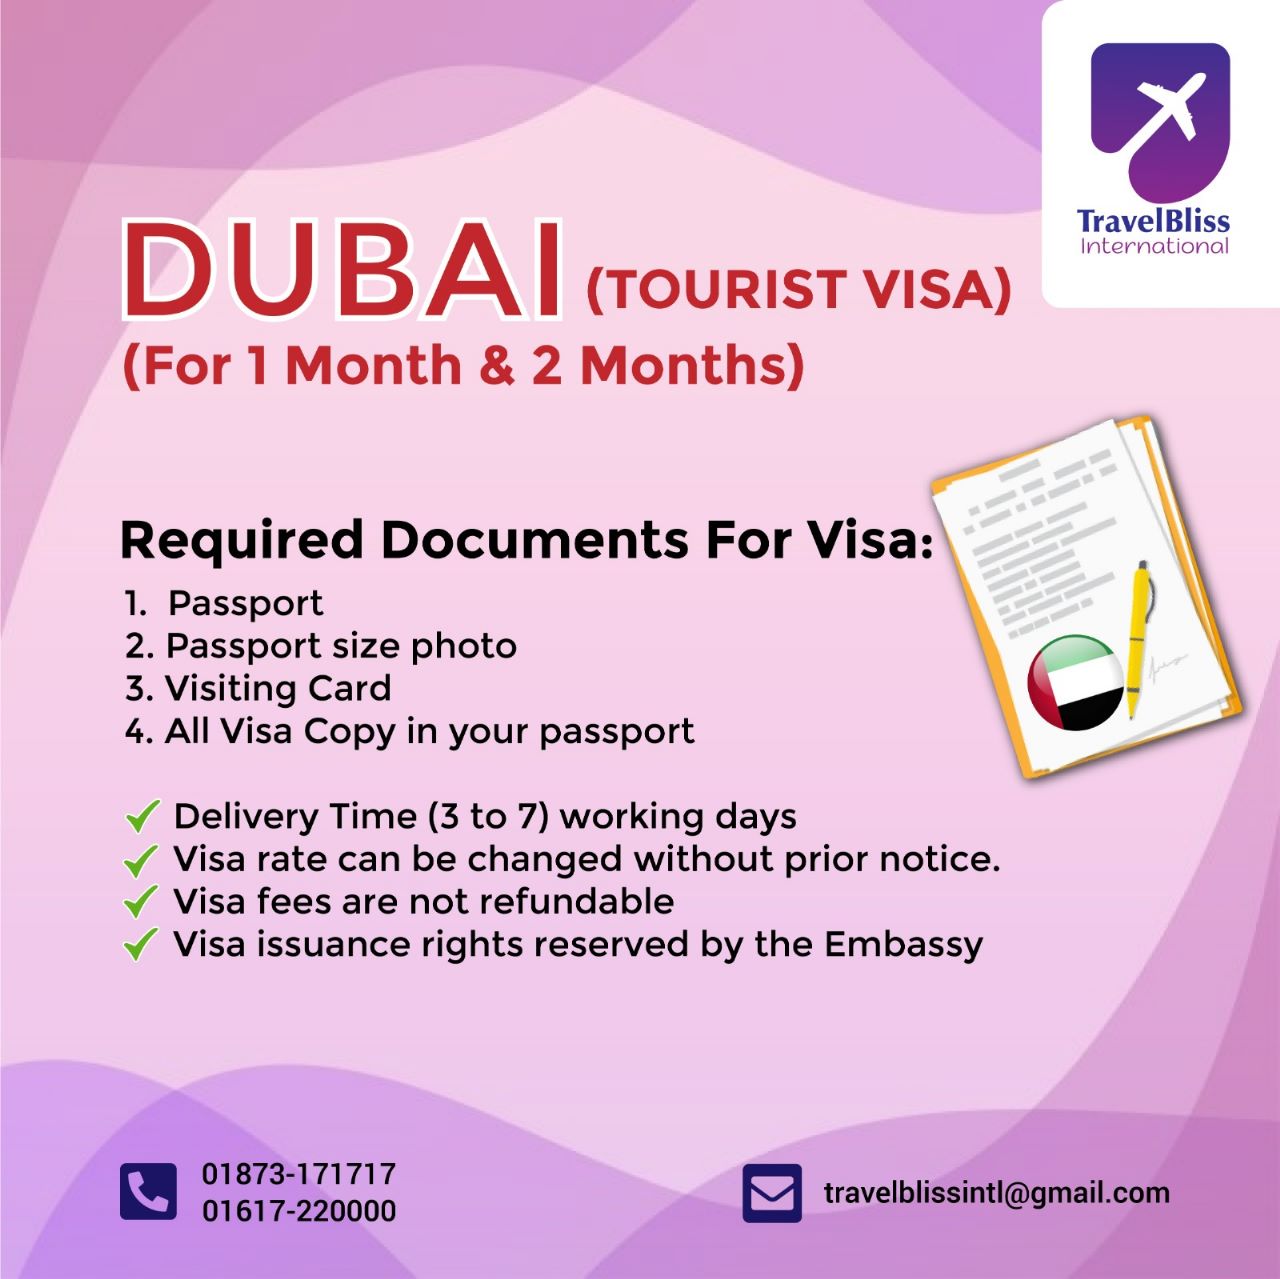 TravelBliss
International
DUBAI (TOURIST VISA)
(For 1 Month & 2 Months)
Required Documents For Visa:
1. Passport
2. Passport size photo
3. Visiting Card
4. All Visa Copy in your passport
Delivery Time (3 to 7) working days
Visa rate can be changed without prior notice.
Visa fees are not refundable
Visa issuance rights reserved by the Embassy
01873-171717
01617-220000
travelblissintl@gmail.com